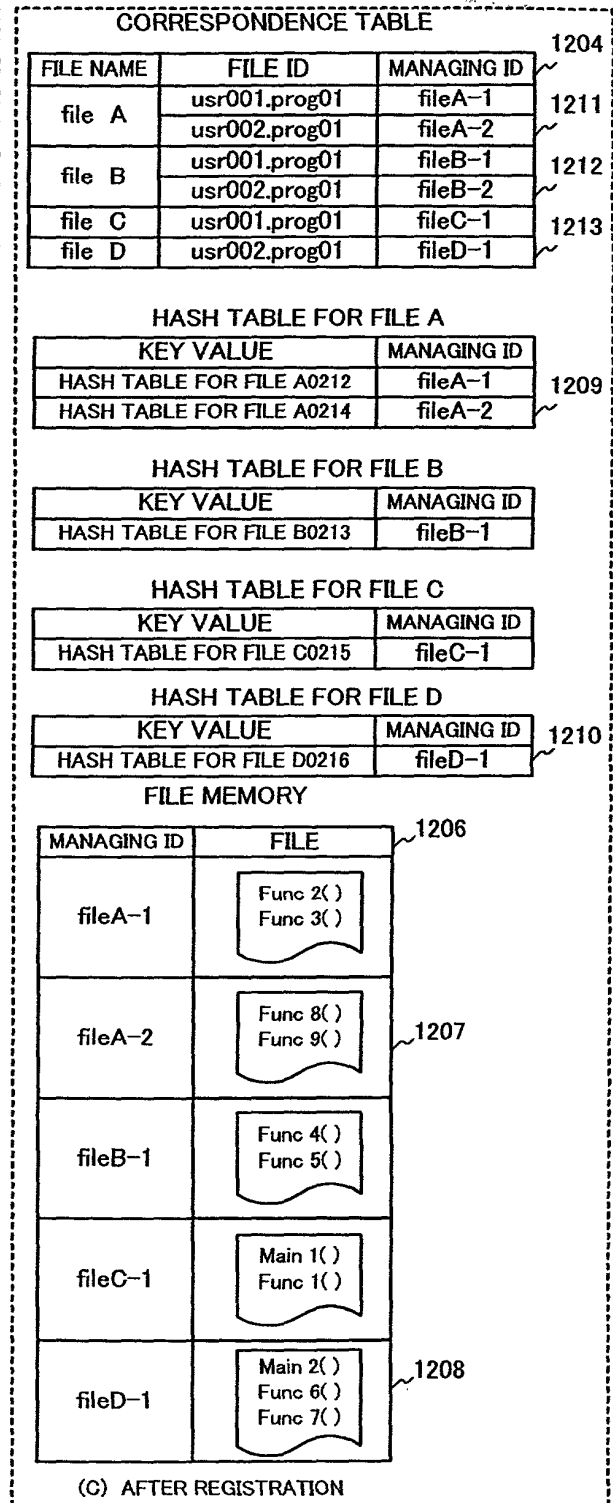 CORRESPONDENCE TABLE
1204
FILE NAME FILE ID MANAGING ID
file A usr001.prog01 fileA-1
usr002.prog01 fileA-2 1211
file B usr001.prog01 fileB-1
usr002.prog01 fileB-2 1212
file C usr001.prog01 fileC-1
file D usr002.prog01 fileD-1 1213
HASH TABLE FOR FILE A
KEY VALUE MANAGING ID
HASH TABLE FOR FILE A0212 fileA-1
HASH TABLE FOR FILE A0214 fileA-2 1209
HASH TABLE FOR FILE B
KEY VALUE MANAGING ID
HASH TABLE FOR FILE B0213 fileB-1
HASH TABLE FOR FILE C
KEY VALUE MANAGING ID
HASH TABLE FOR FILE C0215 fileC-1
HASH TABLE FOR FILE D
KEY VALUE MANAGING ID
HASH TABLE FOR FILE D0216 fileD-1 1210
FILE MEMORY
MANAGING ID FILE 1206
fileA-1
Func 2( )
Func 3( )
fileA-2
Func 8( )
Func 9( )
1207
fileB-1
Func 4( )
Func 5( )
fileC-1
Main 1( )
Func 1( )
fileD-1
Main 2( )
Func 6( )
Func 7( )
1208
(C) AFTER REGISTRATION